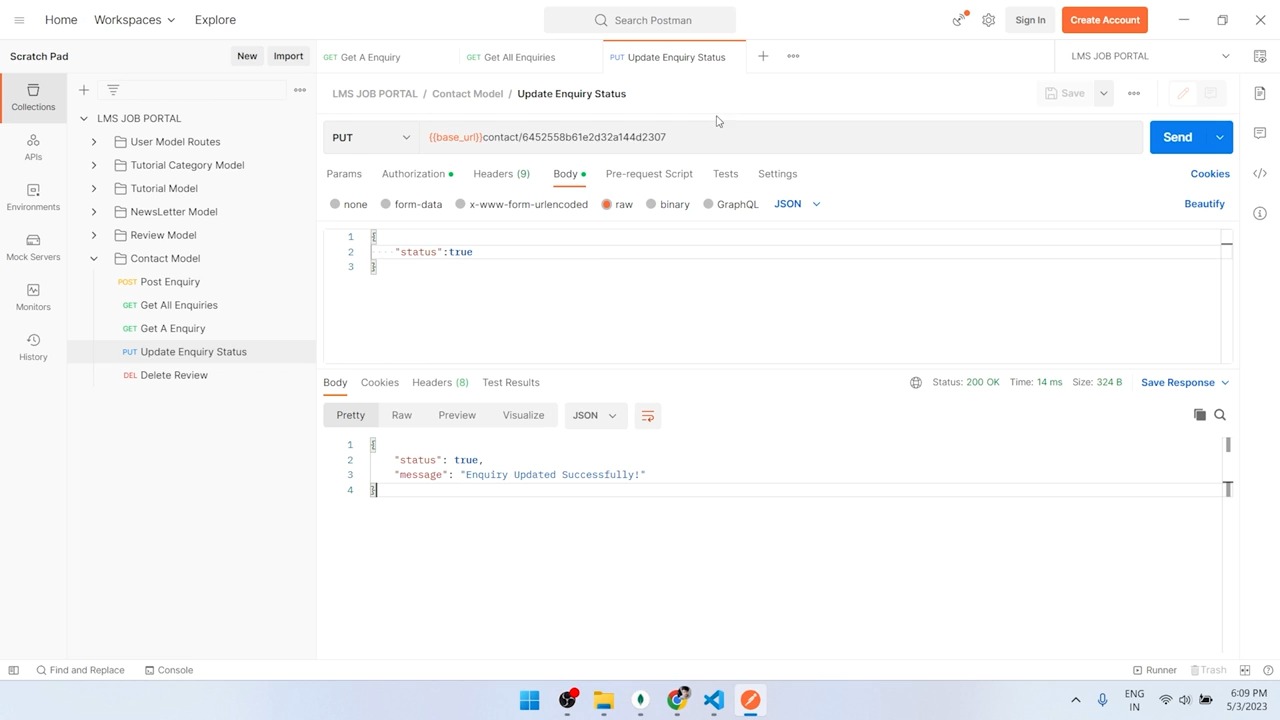 Home Workspaces Explore Search Postman Sign In Create Account
Scratch Pad New Import GET Get A Enquiry GET Get All Enquiries PUT Update Enquiry Status LMS JOB PORTAL
Collections
APIs
Environments
Mock Servers
Monitors
History
LMS JOB PORTAL
User Model Routes
Tutorial Category Model
Tutorial Model
NewsLetter Model
Review Model
Contact Model
POST Post Enquiry
GET Get All Enquiries
GET Get A Enquiry
PUT Update Enquiry Status
DEL Delete Review
LMS JOB PORTAL / Contact Model / Update Enquiry Status Save
PUT {{base_url}}contact/6452558b61e2d32a144d2307 Send
Params Authorization Headers (9) Body Pre-request Script Tests Settings Cookies
none form-data x-www-form-urlencoded raw binary GraphQL JSON Beautify
1 {
2 "status":true
3 }
Body Cookies Headers (8) Test Results Status: 200 OK Time: 14 ms Size: 324 B Save Response
Pretty Raw Preview Visualize JSON
1 {
2 "status": true,
3 "message": "Enquiry Updated Successfully!"
4 }
Find and Replace Console Runner Trash
ENG 6:09 PM
IN 5/3/2023